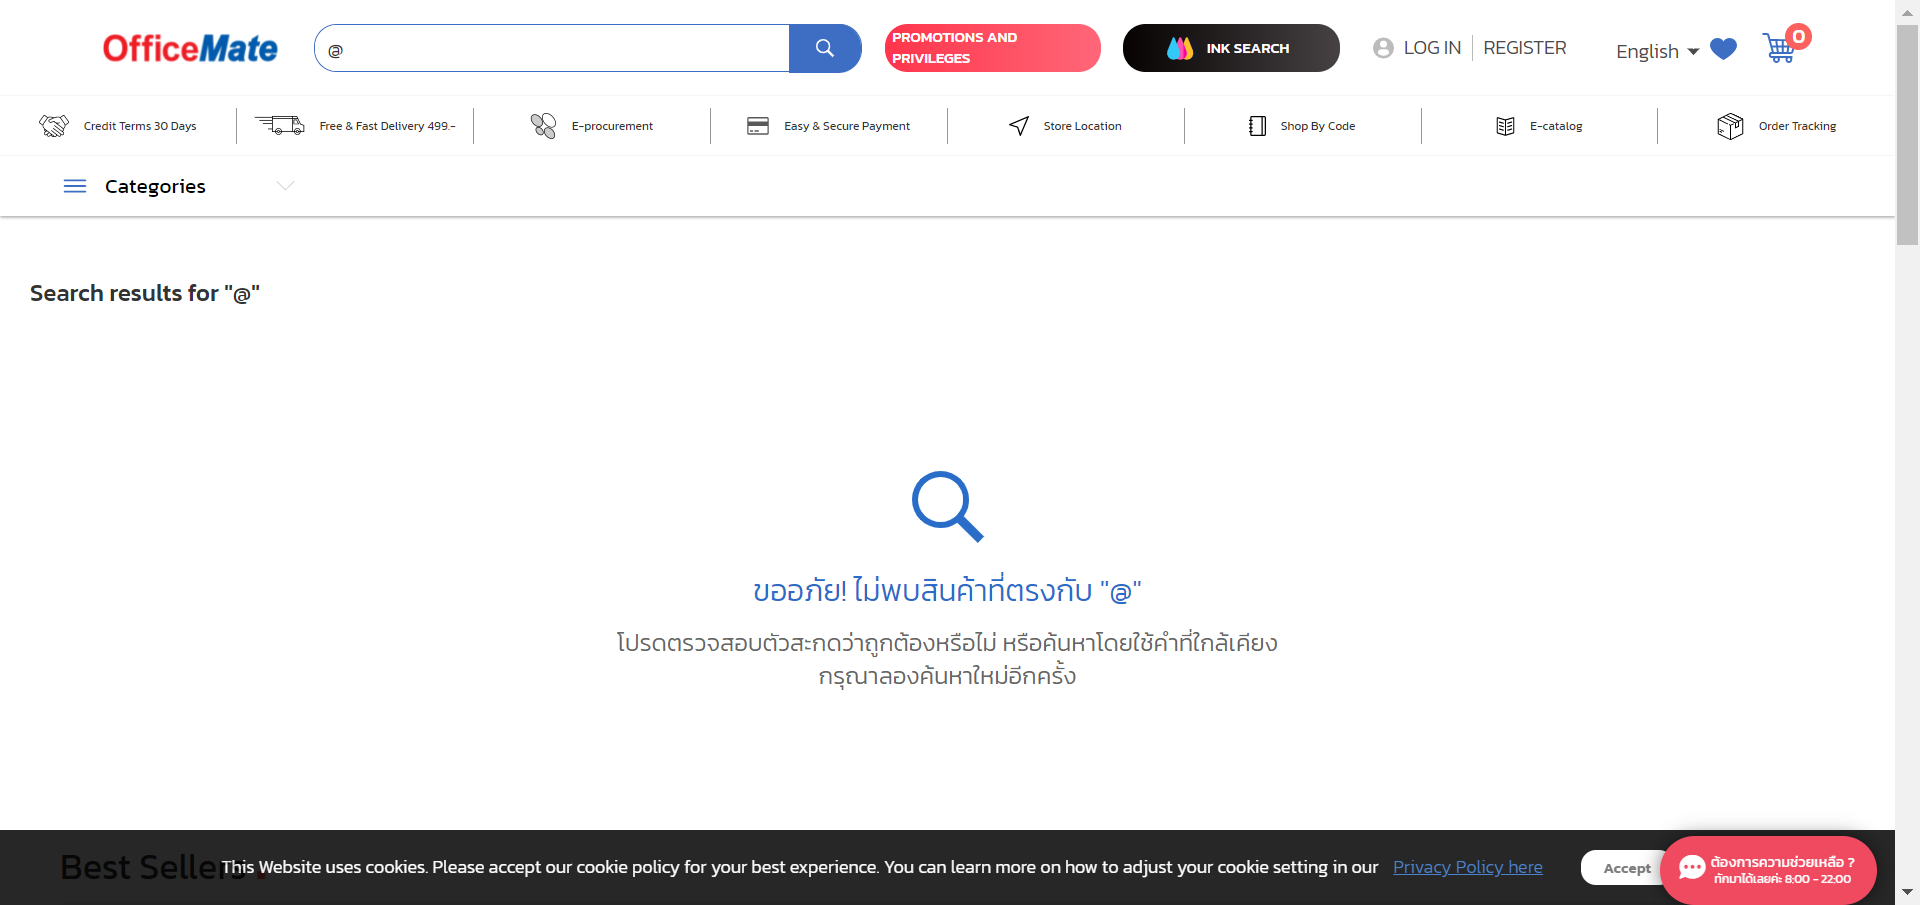 OfficeMate
@
PROMOTIONS AND
PRIVILEGES
INK SEARCH
LOG IN
REGISTER
English
0
Credit Terms 30 Days
Free & Fast Delivery 499.-
E-procurement
Easy & Secure Payment
Store Location
Shop By Code
E-catalog
Order Tracking
Categories
Search results for "@"
ขออภัย! ไม่พบสินค้าที่ตรงกับ "@"
โปรดตรวจสอบตัวสะกดว่าถูกต้องหรือไม่ หรือค้นหาโดยใช้คำที่ใกล้เคียง
กรุณาลองค้นหาใหม่อีกครั้ง
Best Sellers
This Website uses cookies. Please accept our cookie policy for your best experience. You can learn more on how to adjust your cookie setting in our Privacy Policy here
Accept
ต้องการความช่วยเหลือ ?
ทักมาได้เลยค่ะ 8:00 - 22:00